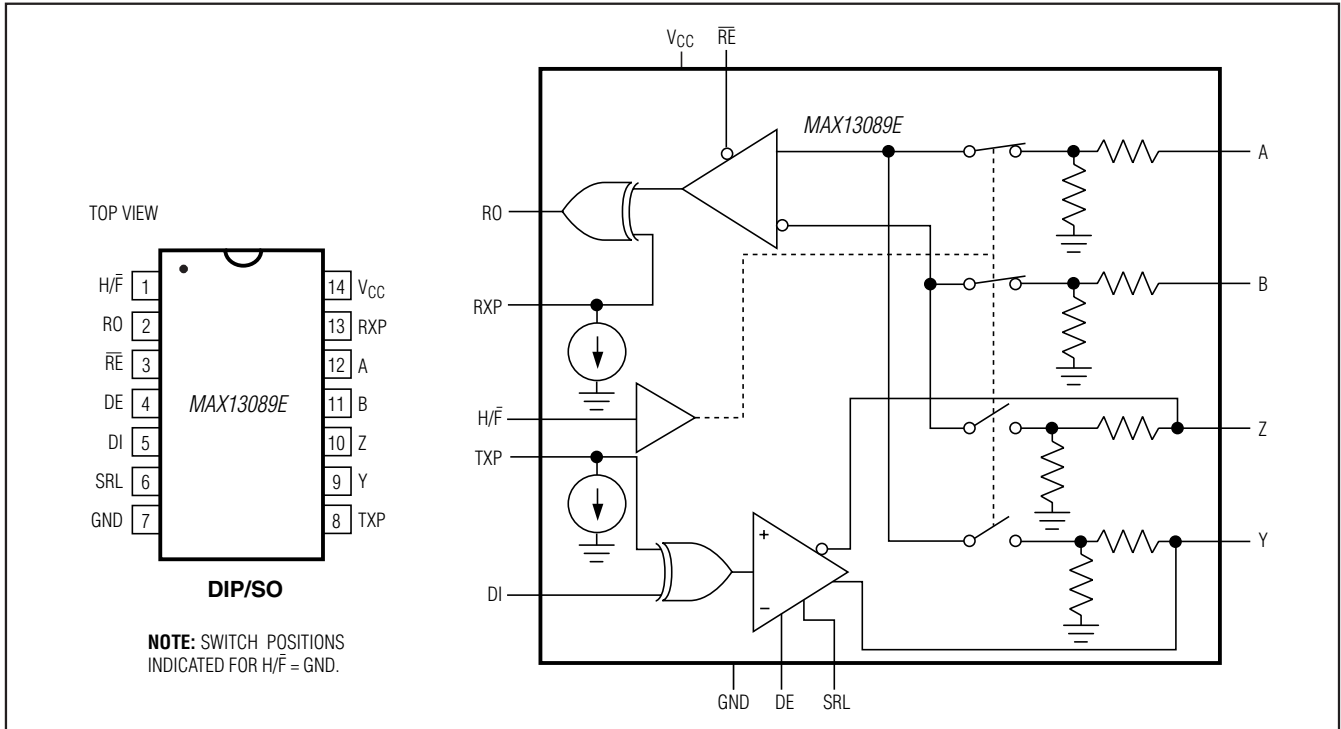 TOP VIEW
H/F̅ 1
RO 2
R̅E̅ 3
DE 4
DI 5
SRL 6
GND 7
MAX13089E
14 VCC
13 RXP
12 A
11 B
10 Z
9 Y
8 TXP
DIP/SO
NOTE: SWITCH POSITIONS
INDICATED FOR H/F̅ = GND.
VCC R̅E̅
MAX13089E
A
RO
B
RXP
H/F̅
Z
TXP
+
Y
DI
−
GND DE SRL